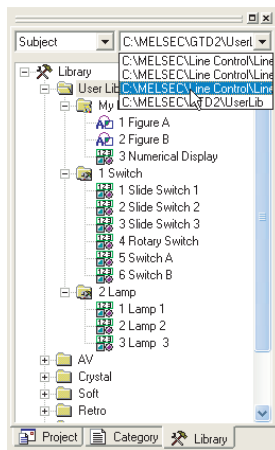 Subject C:\MELSEC\GTD2\UserL
C:\MELSEC\Line Control\Line
C:\MELSEC\Line Control\Line
C:\MELSEC\Line Control\Line
C:\MELSEC\GTD2\UserLib
Library
User Lib
My
1 Figure A
2 Figure B
3 Numerical Display
1 Switch
1 Slide Switch 1
2 Slide Switch 2
3 Slide Switch 3
4 Rotary Switch
5 Switch A
6 Switch B
2 Lamp
1 Lamp 1
2 Lamp 2
3 Lamp 3
AV
Crystal
Soft
Retro
Project Category Library